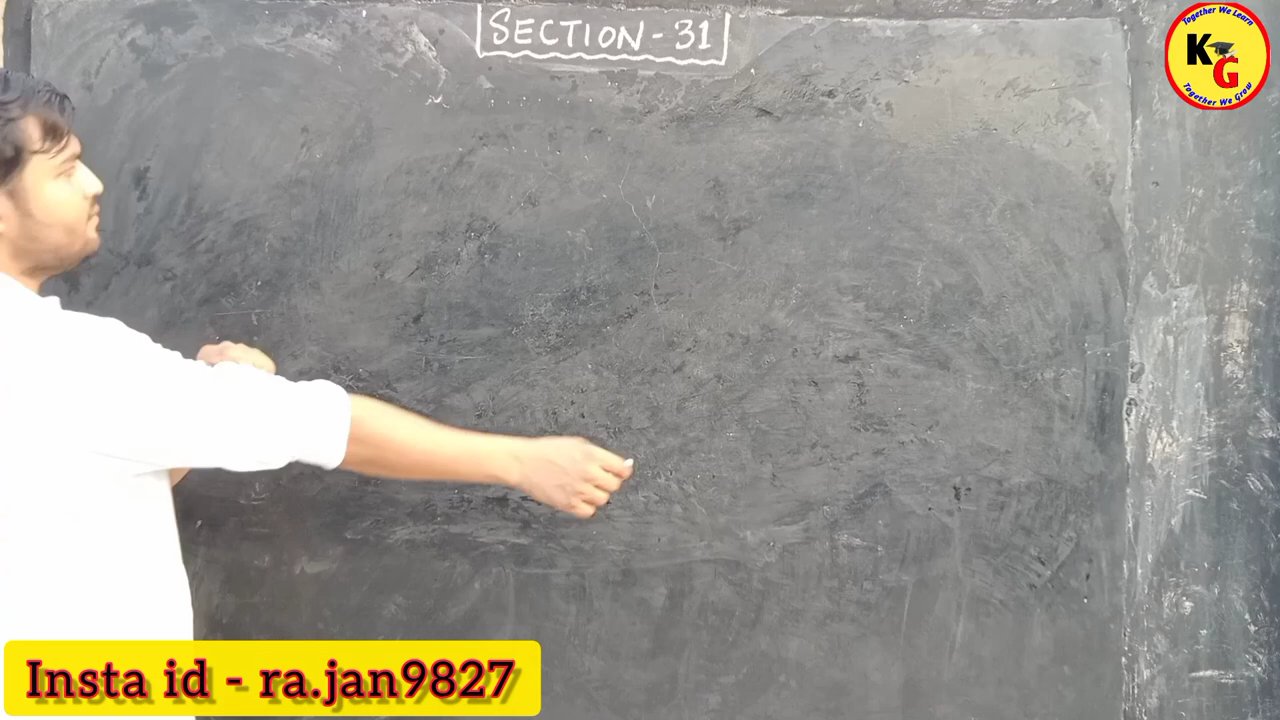 SECTION-31
Together We Learn
KG
Together We Grow
Insta id - ra.jan9827